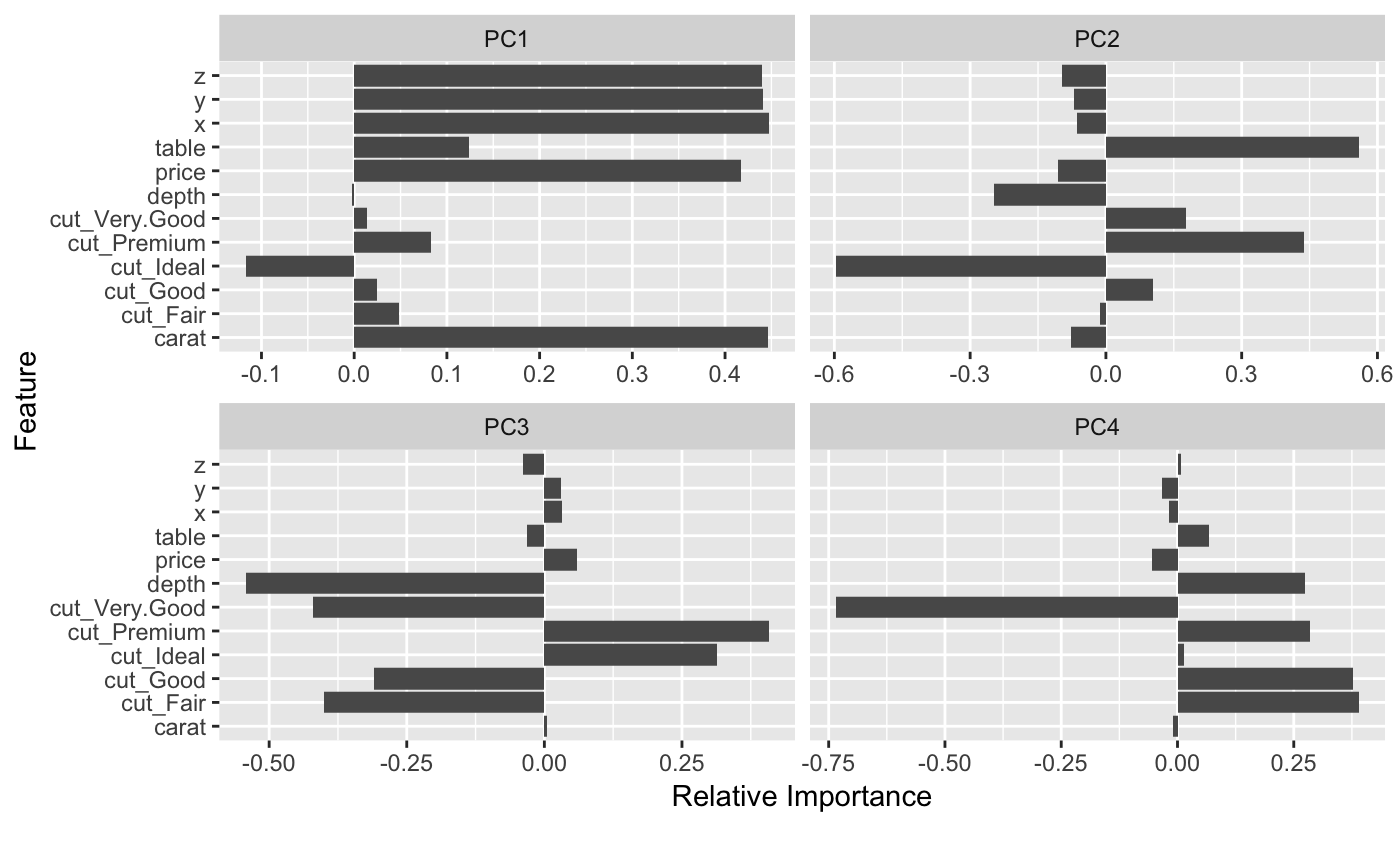 PC1
PC2
z
y
x
table
price
depth
cut_Very.Good
cut_Premium
cut_Ideal
cut_Good
cut_Fair
carat
-0.1 0.0 0.1 0.2 0.3 0.4
-0.6 -0.3 0.0 0.3 0.6
Feature
PC3
PC4
z
y
x
table
price
depth
cut_Very.Good
cut_Premium
cut_Ideal
cut_Good
cut_Fair
carat
-0.50 -0.25 0.00 0.25
-0.75 -0.50 -0.25 0.00 0.25
Relative Importance